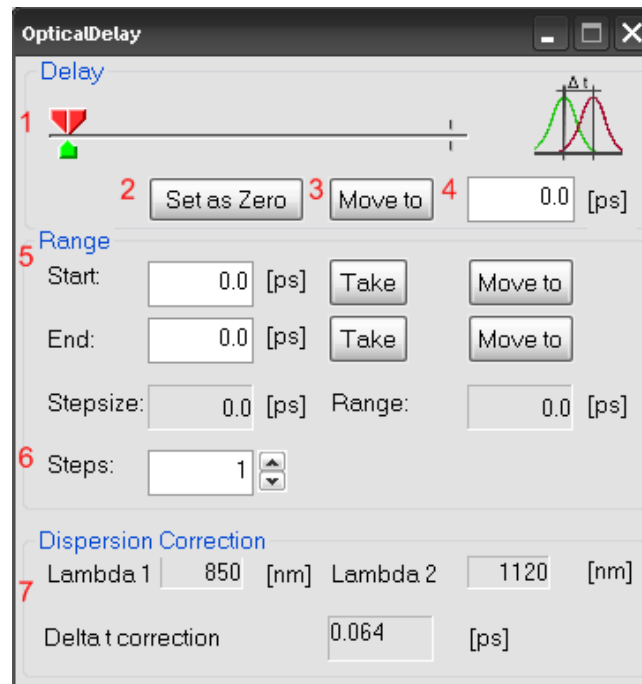 OpticalDelay
Delay
Δ t
1
2 Set as Zero 3 Move to 4 0.0 [ps]
Range
5
Start: 0.0 [ps] Take Move to
End: 0.0 [ps] Take Move to
Stepsize: 0.0 [ps] Range: 0.0 [ps]
6 Steps: 1
Dispersion Correction
7 Lambda 1 850 [nm] Lambda 2 1120 [nm]
Delta t correction 0.064 [ps]